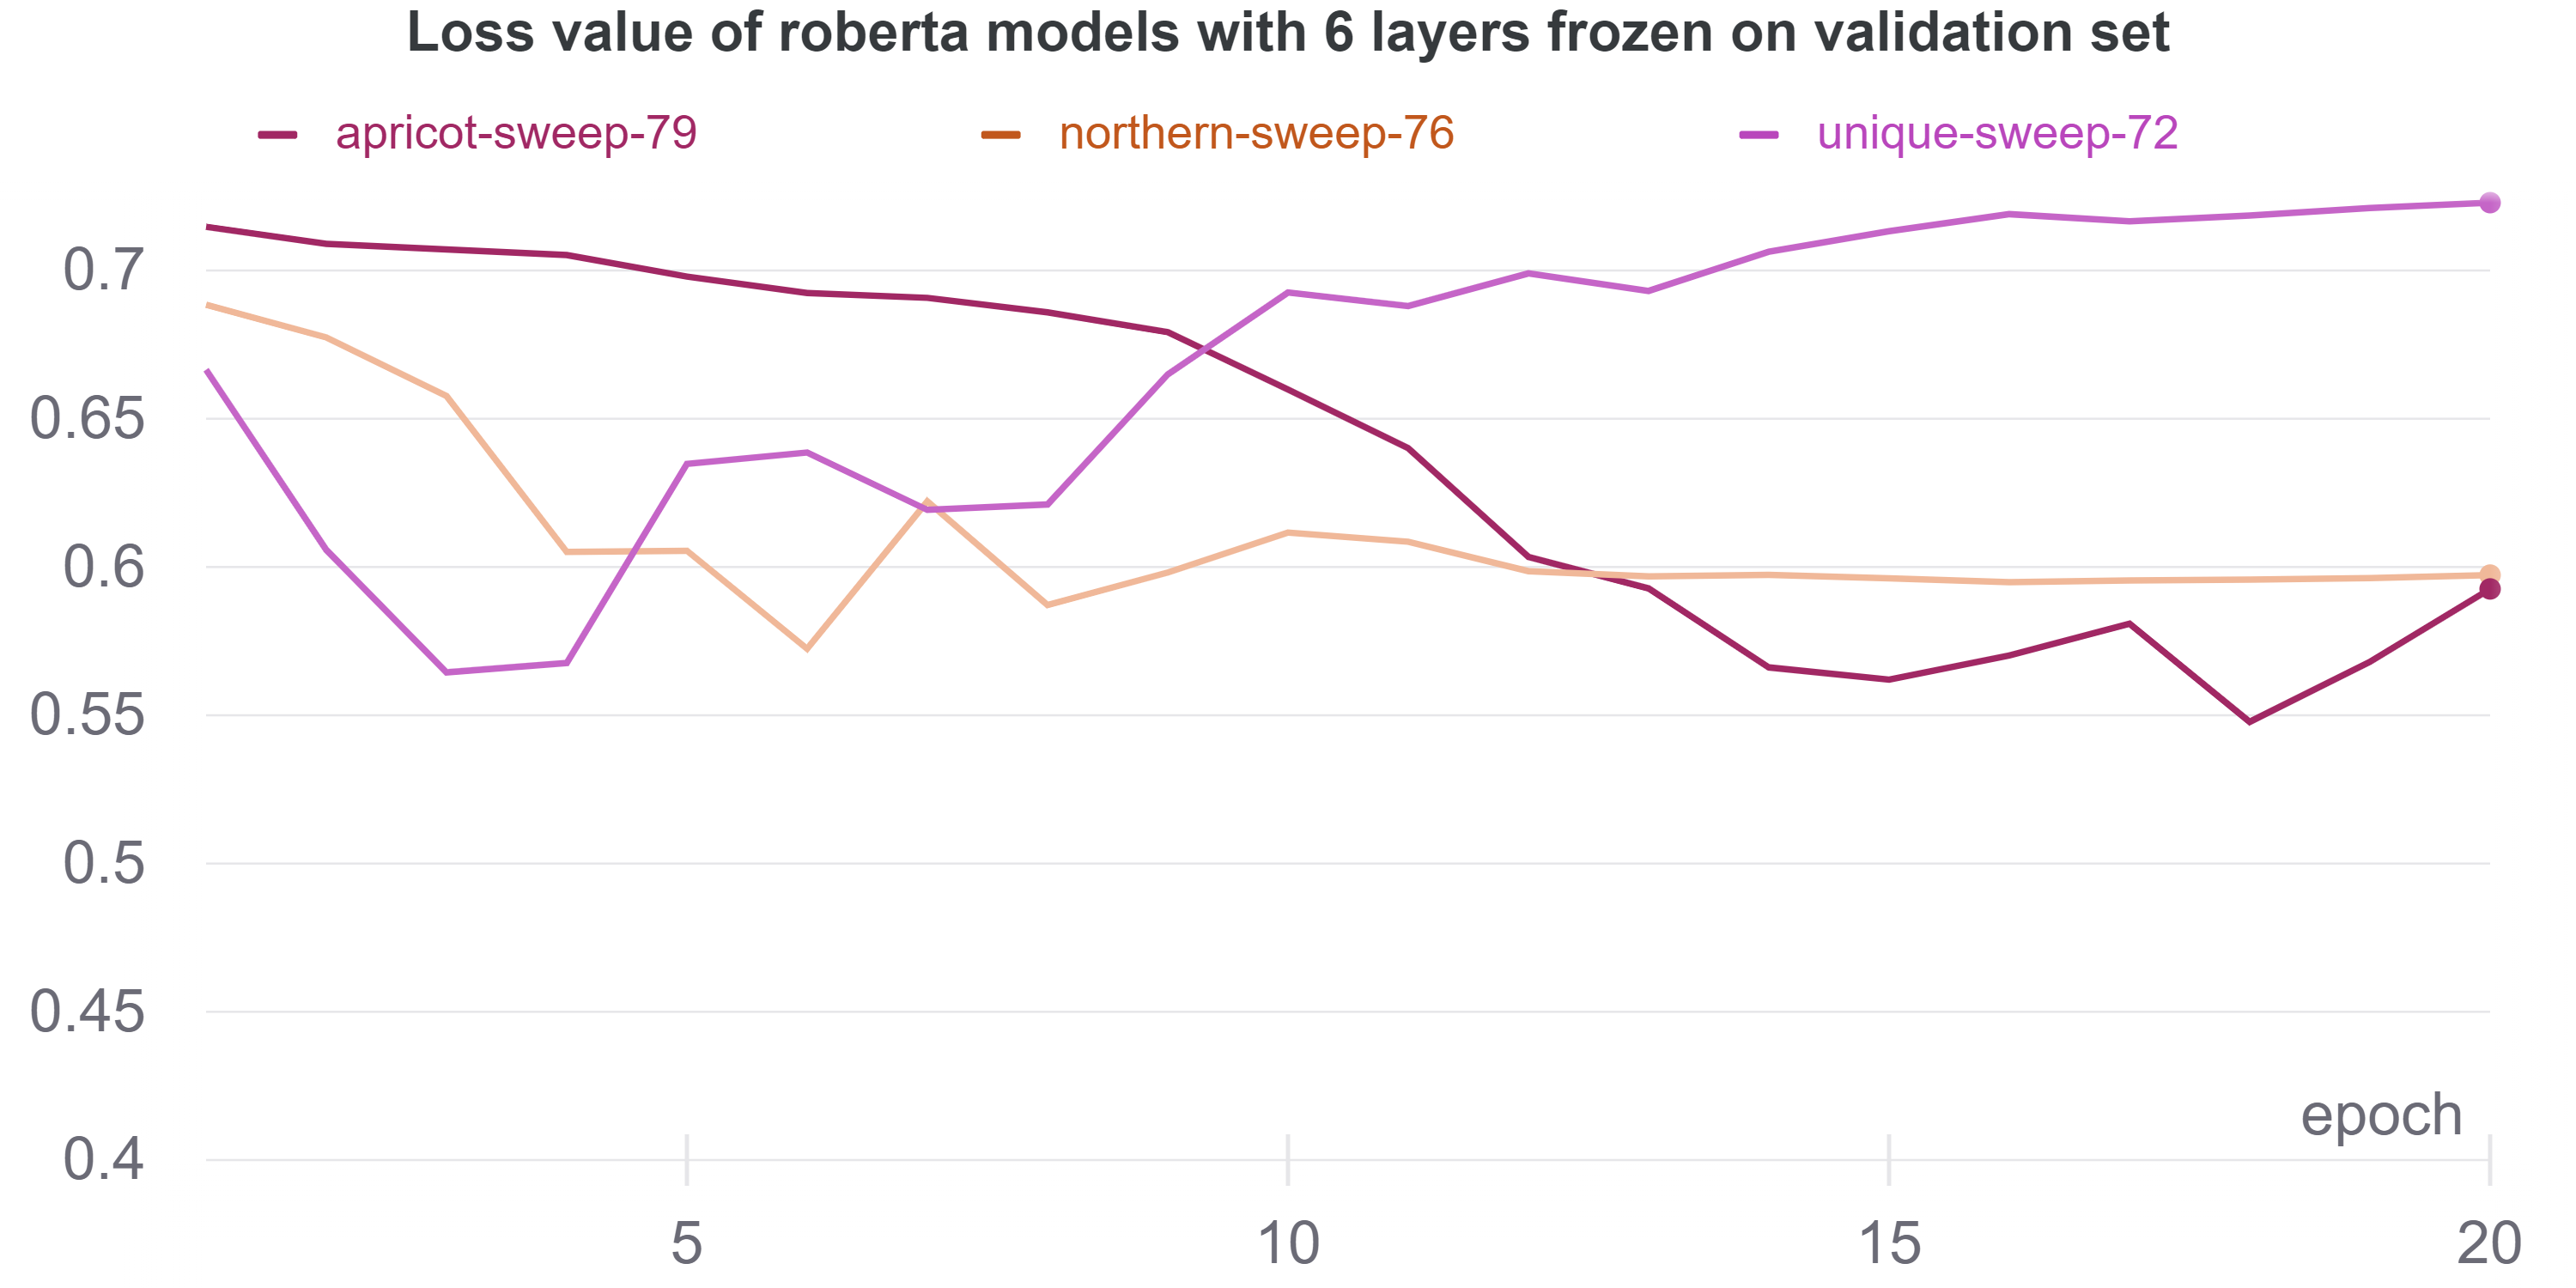 Loss value of roberta models with 6 layers frozen on validation set
apricot-sweep-79 northern-sweep-76 unique-sweep-72
0.7
0.65
0.6
0.55
0.5
0.45
epoch
0.4
5 10 15 20